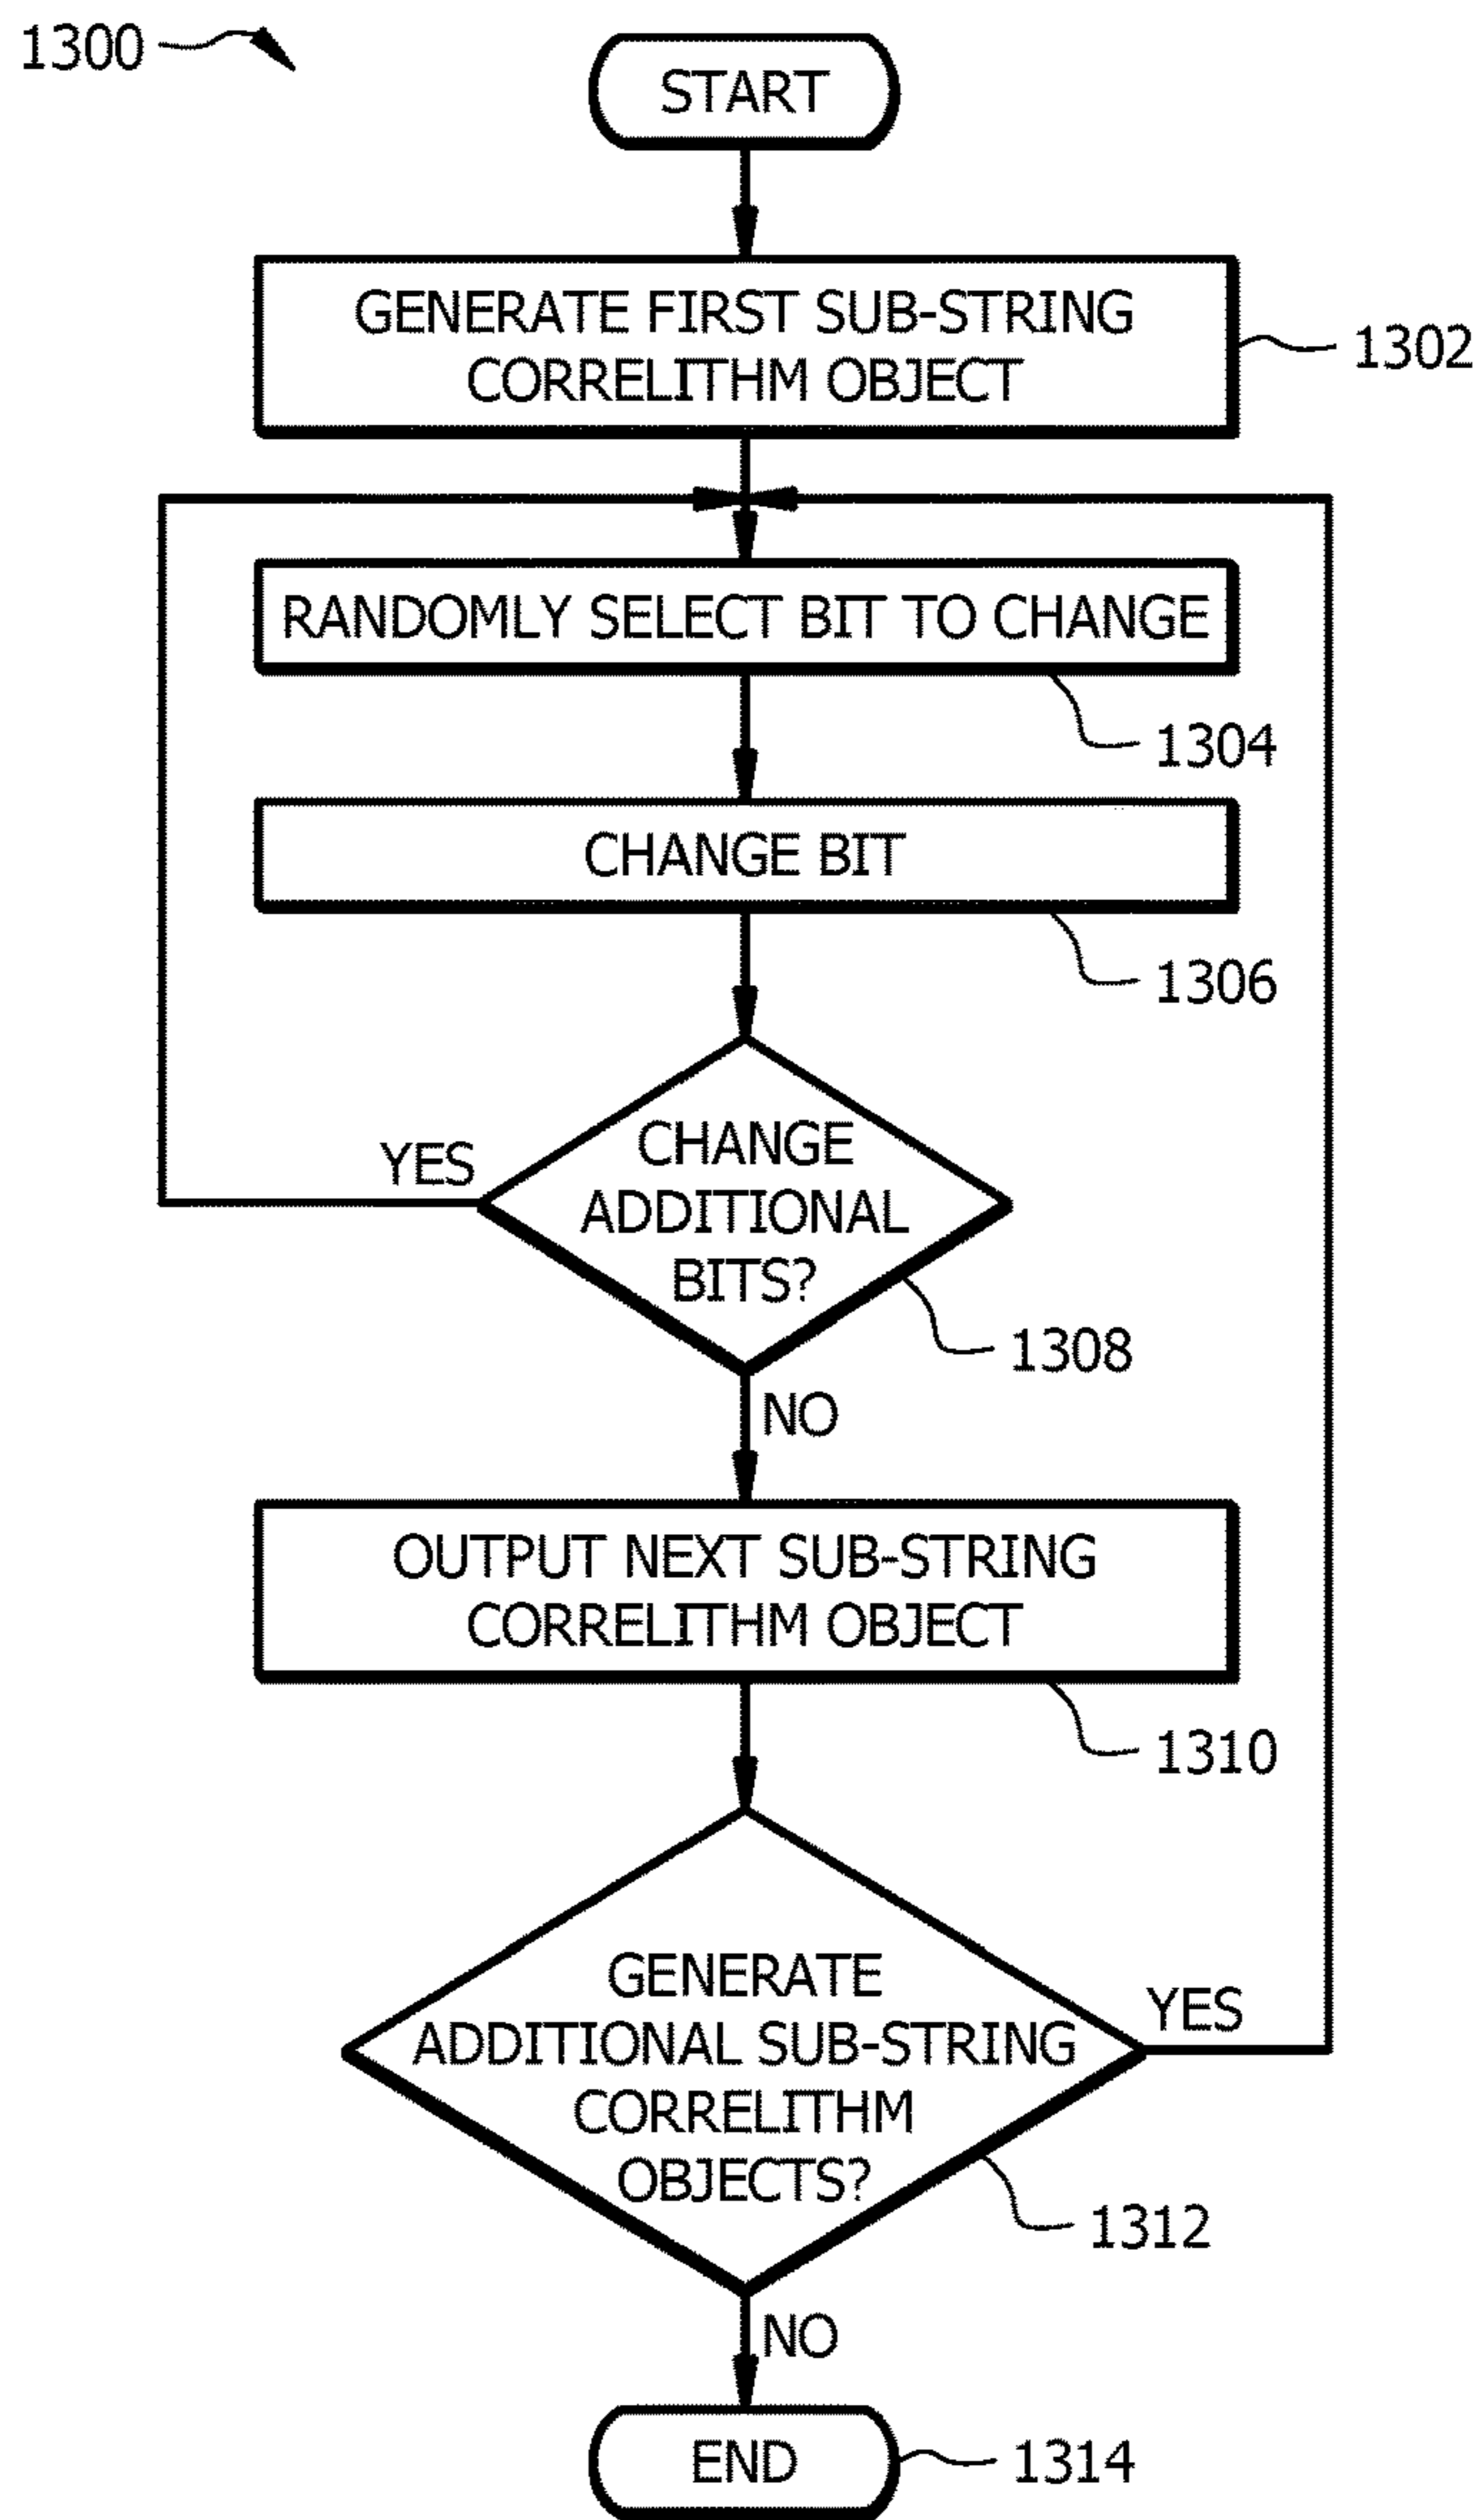 1300
START
GENERATE FIRST SUB-STRING
CORRELITHM OBJECT
1302
RANDOMLY SELECT BIT TO CHANGE
1304
CHANGE BIT
1306
CHANGE
ADDITIONAL
BITS?
YES
1308
NO
OUTPUT NEXT SUB-STRING
CORRELITHM OBJECT
1310
GENERATE
ADDITIONAL SUB-STRING
CORRELITHM
OBJECTS?
YES
1312
NO
END
1314